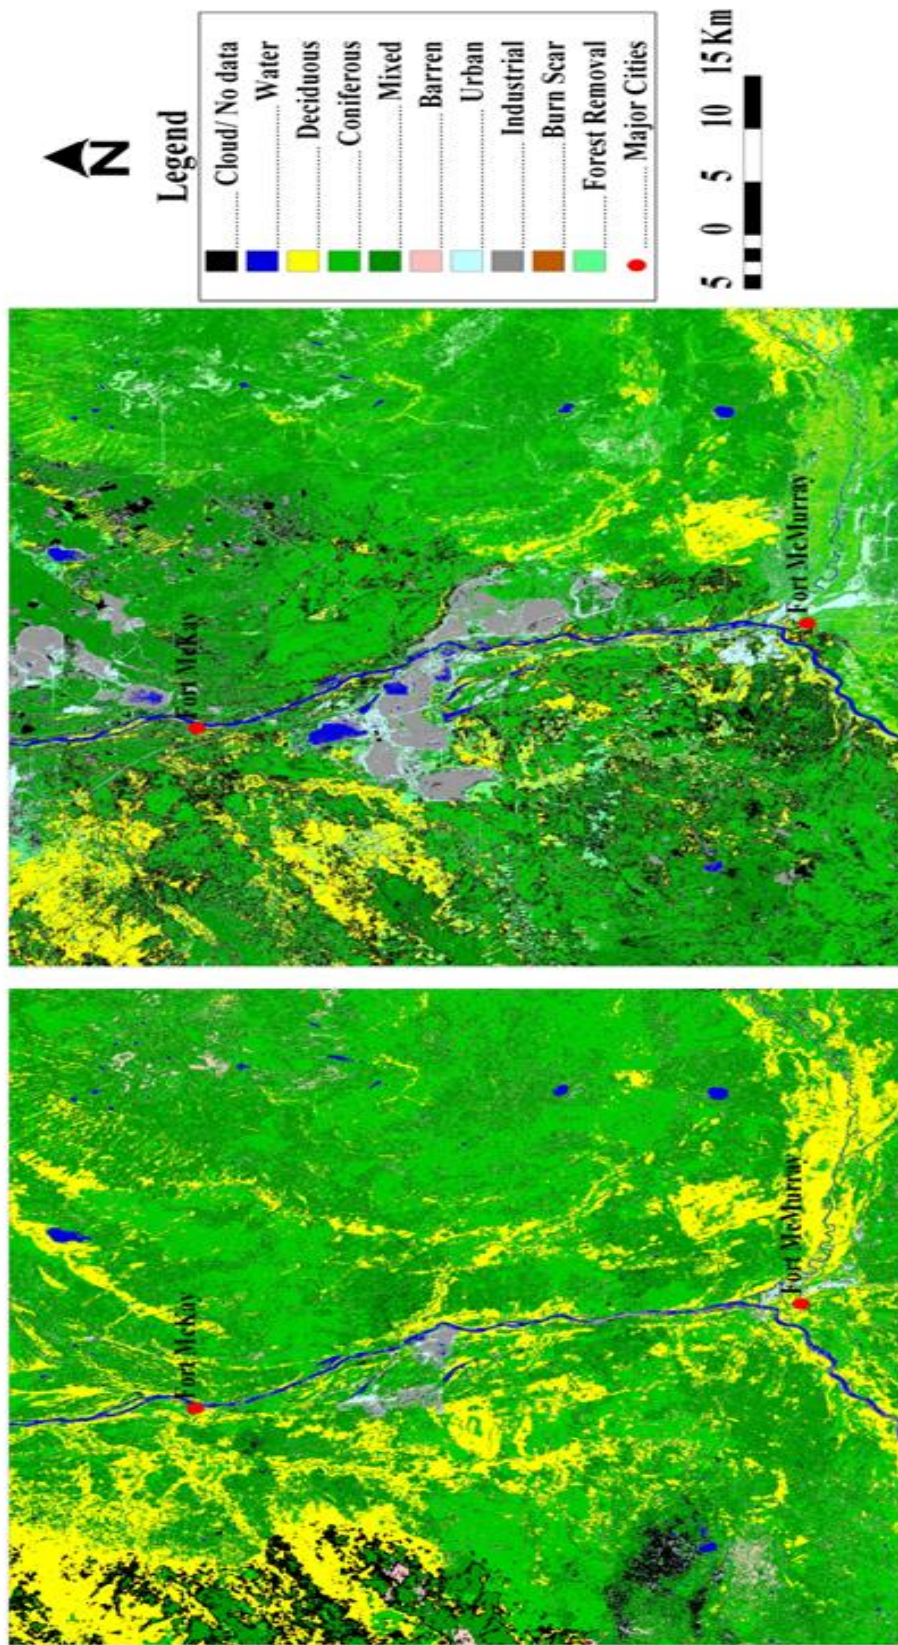 N
Legend
Cloud/ No data
Water
Deciduous
Coniferous
Mixed
Barren
Urban
Industrial
Burn Scar
Forest Removal
Major Cities
5 0 5 10 15 Km
Fort McKay
Fort McMurray
Fort McKay
Fort McMurray